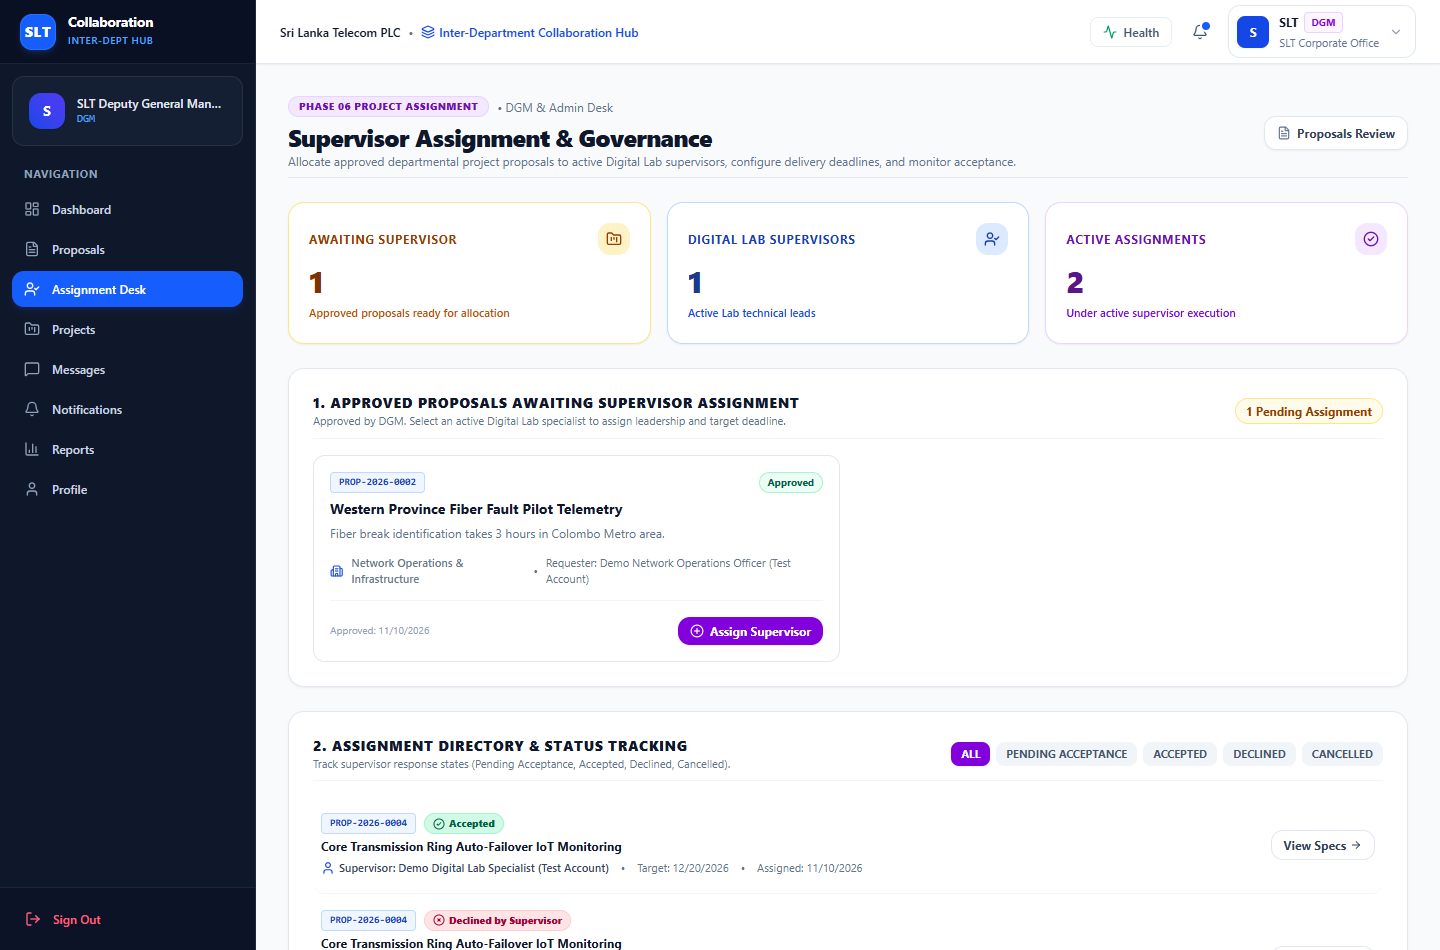 SLT
Collaboration
INTER-DEPT HUB
S
SLT Deputy General Man...
DGM
NAVIGATION
Dashboard
Proposals
Assignment Desk
Projects
Messages
Notifications
Reports
Profile
Sign Out
Sri Lanka Telecom PLC • Inter-Department Collaboration Hub
Health
S
SLT DGM
SLT Corporate Office
PHASE 06 PROJECT ASSIGNMENT • DGM & Admin Desk
Supervisor Assignment & Governance
Allocate approved departmental project proposals to active Digital Lab supervisors, configure delivery deadlines, and monitor acceptance.
Proposals Review
AWAITING SUPERVISOR
1
Approved proposals ready for allocation
DIGITAL LAB SUPERVISORS
1
Active Lab technical leads
ACTIVE ASSIGNMENTS
2
Under active supervisor execution
1. APPROVED PROPOSALS AWAITING SUPERVISOR ASSIGNMENT
Approved by DGM. Select an active Digital Lab specialist to assign leadership and target deadline.
1 Pending Assignment
PROP-2026-0002
Approved
Western Province Fiber Fault Pilot Telemetry
Fiber break identification takes 3 hours in Colombo Metro area.
Network Operations &
Infrastructure
• Requester: Demo Network Operations Officer (Test
Account)
Approved: 11/10/2026
Assign Supervisor
2. ASSIGNMENT DIRECTORY & STATUS TRACKING
Track supervisor response states (Pending Acceptance, Accepted, Declined, Cancelled).
ALL
PENDING ACCEPTANCE
ACCEPTED
DECLINED
CANCELLED
PROP-2026-0004
Accepted
Core Transmission Ring Auto-Failover IoT Monitoring
Supervisor: Demo Digital Lab Specialist (Test Account) • Target: 12/20/2026 • Assigned: 11/10/2026
View Specs →
PROP-2026-0004
Declined by Supervisor
Core Transmission Ring Auto-Failover IoT Monitoring